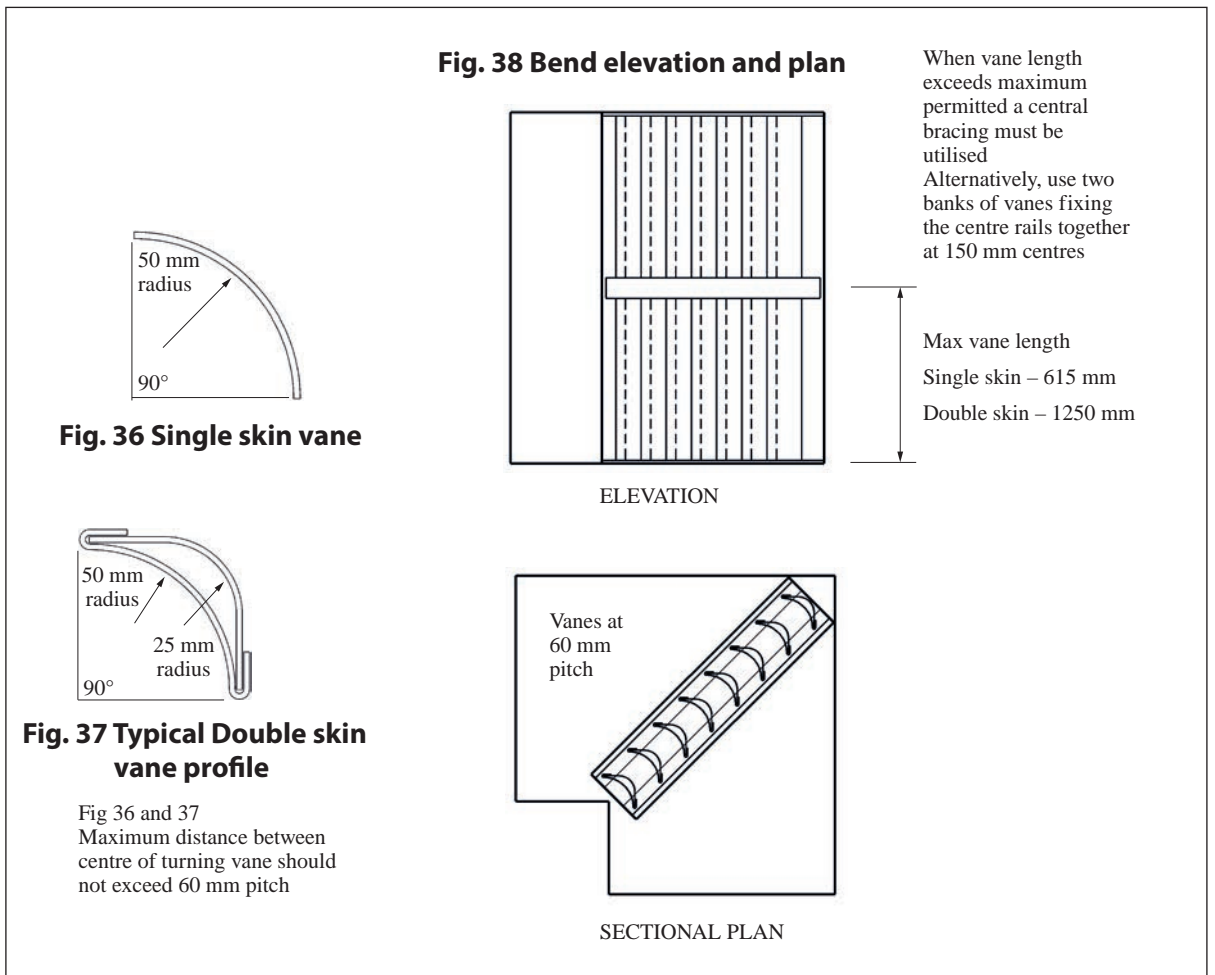 Fig. 38 Bend elevation and plan
When vane length
exceeds maximum
permitted a central
bracing must be
utilised
Alternatively, use two
banks of vanes fixing
the centre rails together
at 150 mm centres
50 mm
radius
90°
Fig. 36 Single skin vane
Max vane length
Single skin – 615 mm
Double skin – 1250 mm
ELEVATION
50 mm
radius
25 mm
radius
90°
Fig. 37 Typical Double skin
vane profile
Fig 36 and 37
Maximum distance between
centre of turning vane should
not exceed 60 mm pitch
Vanes at
60 mm
pitch
SECTIONAL PLAN